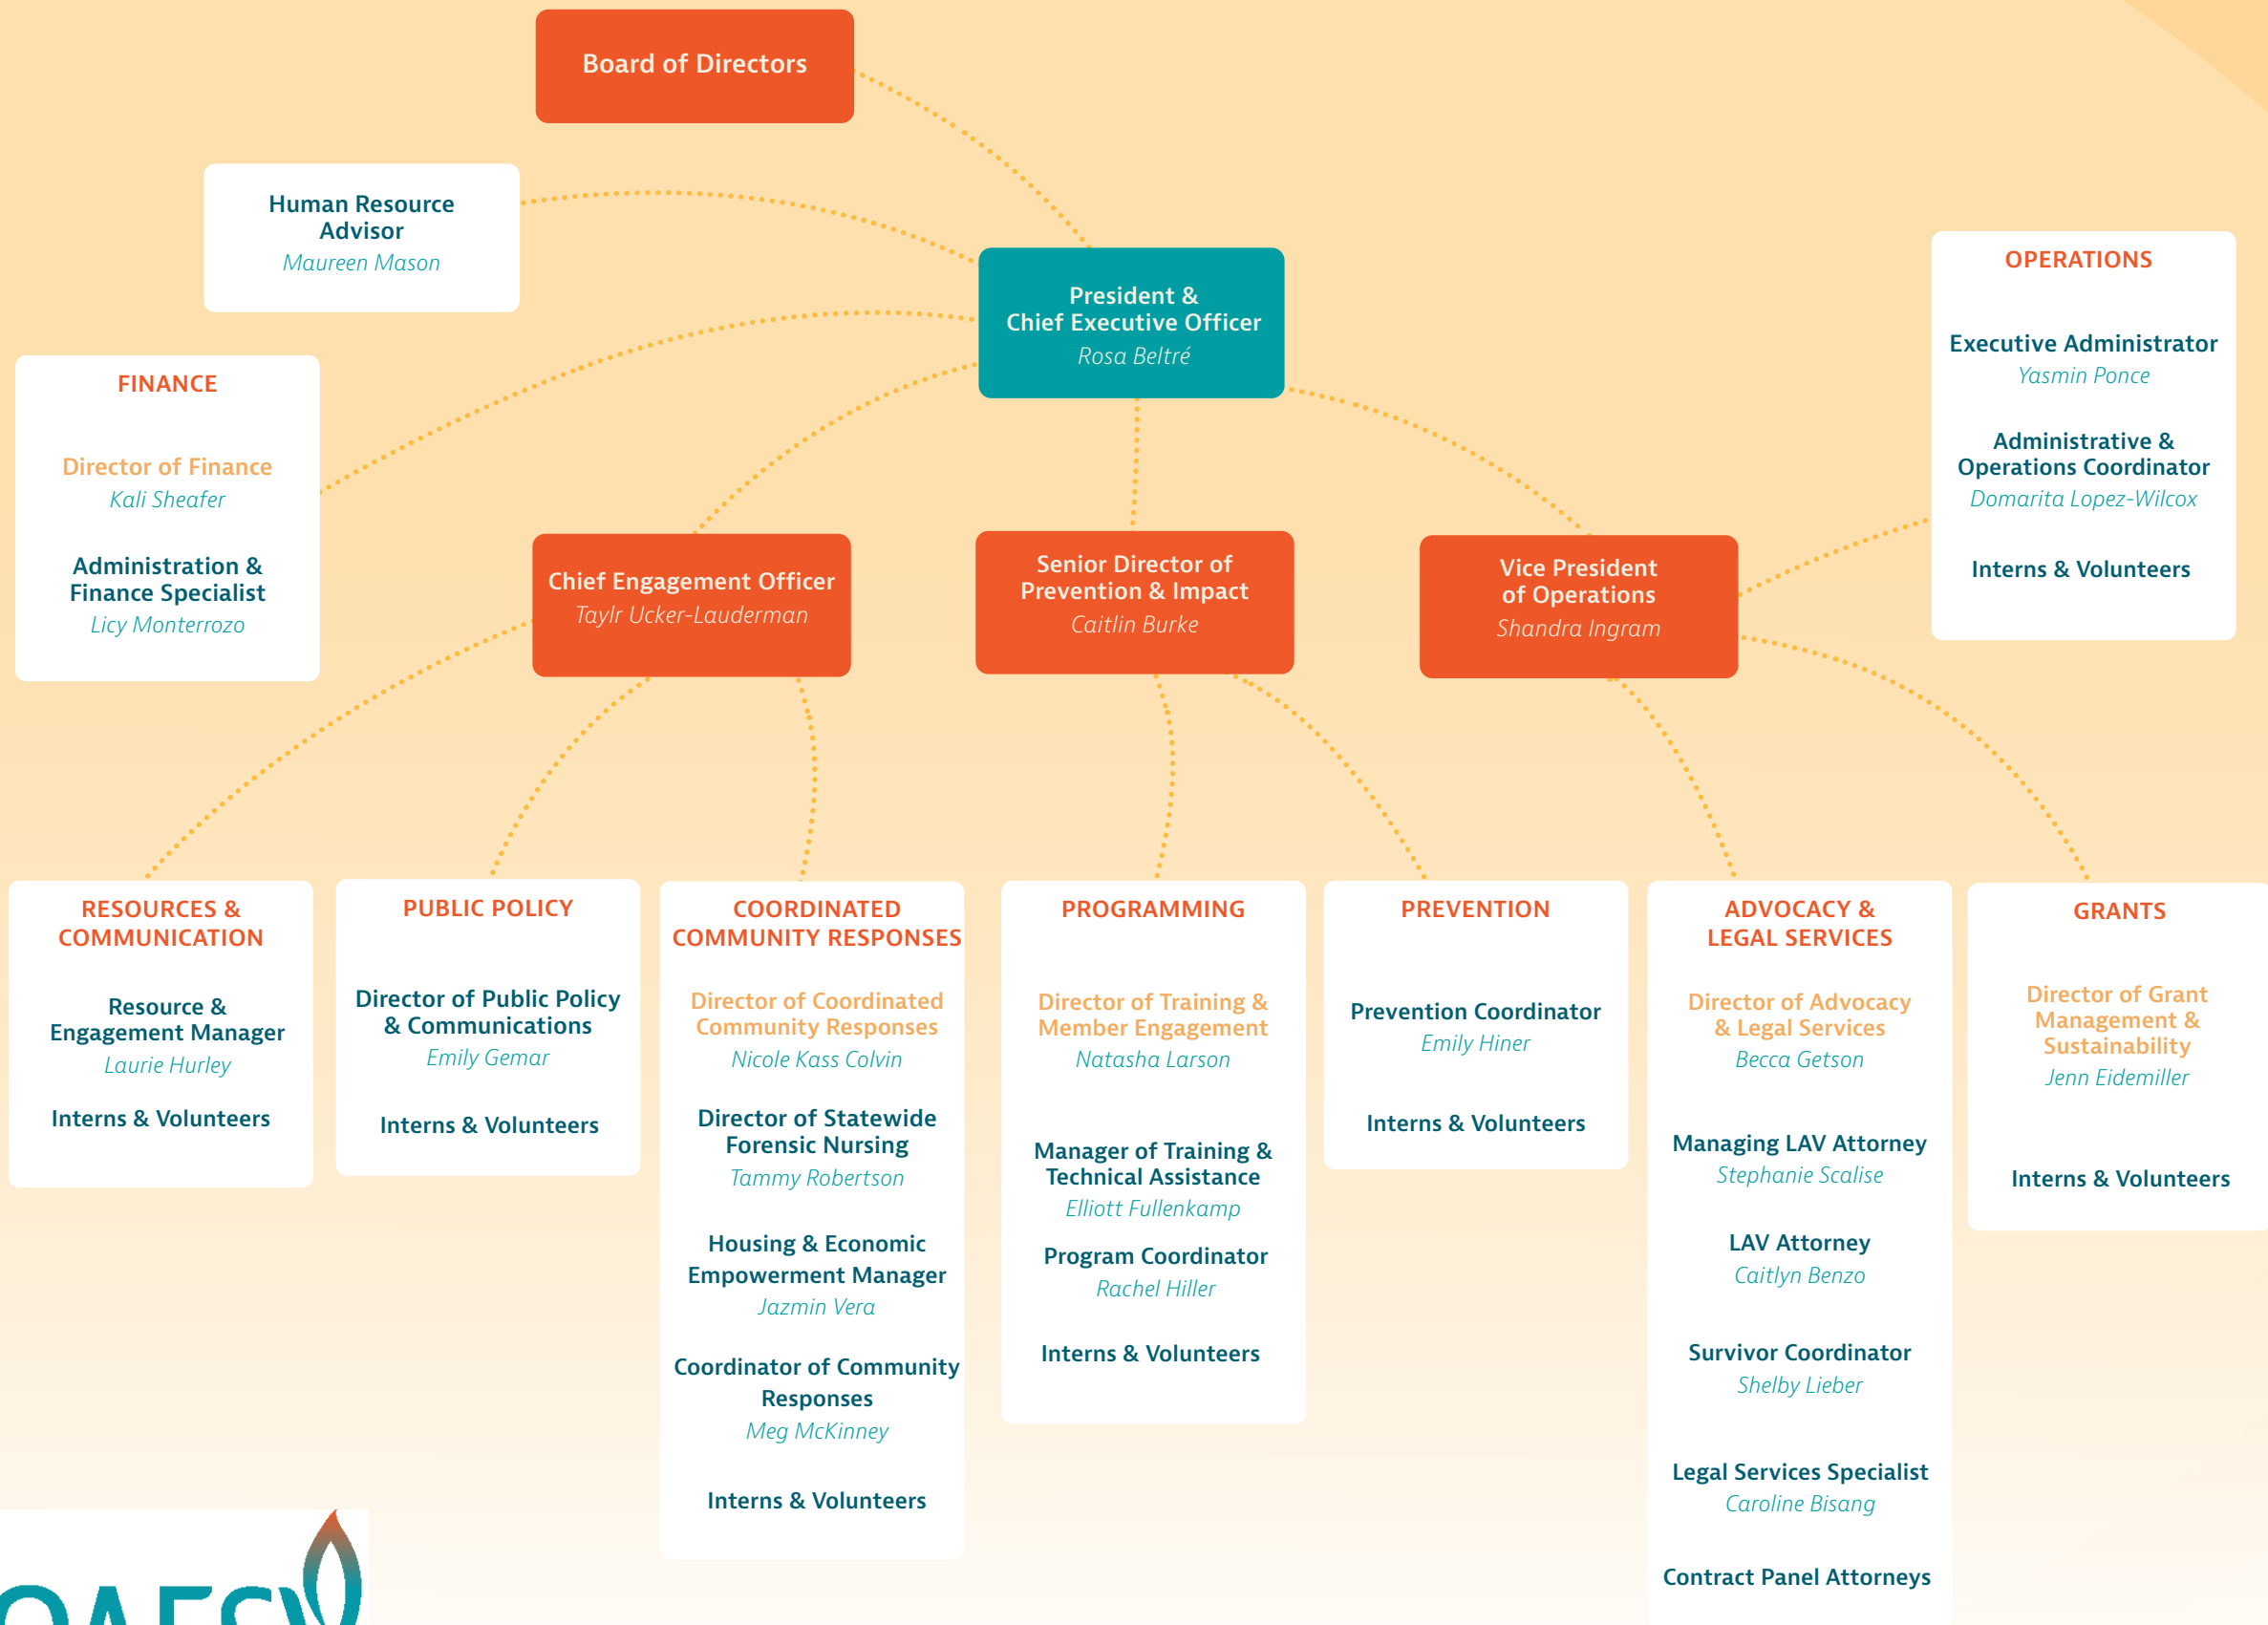 Board of Directors
Human Resource
Advisor
Maureen Mason
President &
Chief Executive Officer
Rosa Beltré
OPERATIONS
Executive Administrator
Yasmin Ponce
Administrative &
Operations Coordinator
Domarita Lopez-Wilcox
Interns & Volunteers
FINANCE
Director of Finance
Kali Sheafer
Administration &
Finance Specialist
Licy Monterrozo
Chief Engagement Officer
Taylr Ucker-Lauderman
Senior Director of
Prevention & Impact
Caitlin Burke
Vice President
of Operations
Shandra Ingram
RESOURCES &
COMMUNICATION
Resource &
Engagement Manager
Laurie Hurley
Interns & Volunteers
PUBLIC POLICY
Director of Public Policy
& Communications
Emily Gemar
Interns & Volunteers
COORDINATED
COMMUNITY RESPONSES
Director of Coordinated
Community Responses
Nicole Kass Colvin
Director of Statewide
Forensic Nursing
Tammy Robertson
Housing & Economic
Empowerment Manager
Jazmin Vera
Coordinator of Community
Responses
Meg McKinney
Interns & Volunteers
PROGRAMMING
Director of Training &
Member Engagement
Natasha Larson
Manager of Training &
Technical Assistance
Elliott Fullenkamp
Program Coordinator
Rachel Hiller
Interns & Volunteers
PREVENTION
Prevention Coordinator
Emily Hiner
Interns & Volunteers
ADVOCACY &
LEGAL SERVICES
Director of Advocacy
& Legal Services
Becca Getson
Managing LAV Attorney
Stephanie Scalise
LAV Attorney
Caitlyn Benzo
Survivor Coordinator
Shelby Lieber
Legal Services Specialist
Caroline Bisang
Contract Panel Attorneys
GRANTS
Director of Grant
Management &
Sustainability
Jenn Eidemiller
Interns & Volunteers
OAESV